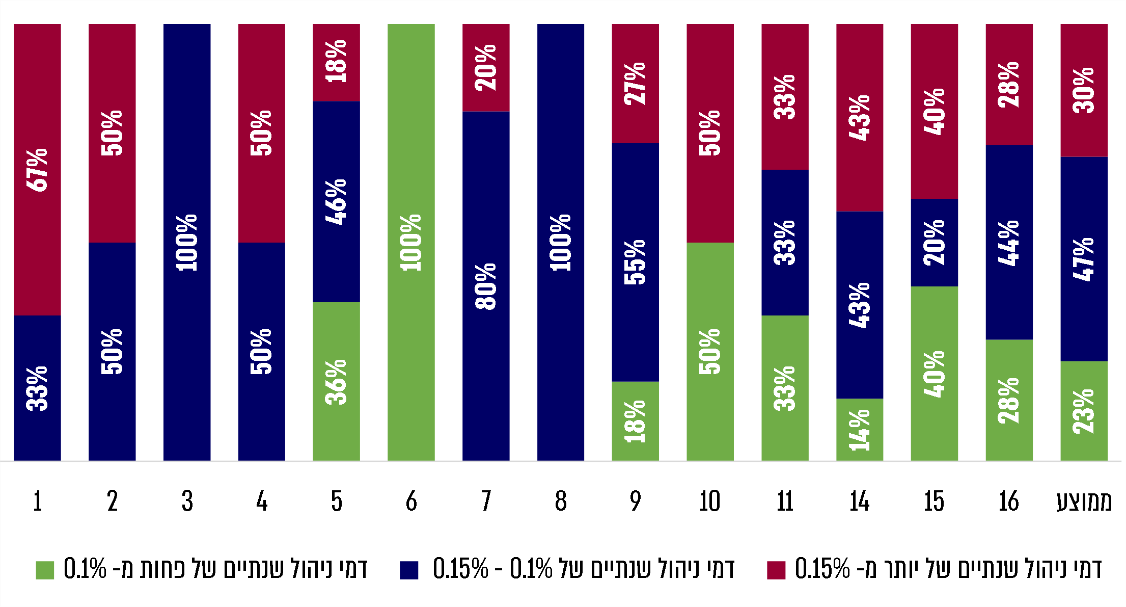 67% 50% 50% 18% 20% 27% 50% 33% 43% 40% 28% 30%
33% 50% 100% 50% 46% 80% 100% 55% 33% 43% 20% 44% 47%
36% 100% 18% 50% 33% 14% 40% 28% 23%
1 2 3 4 5 6 7 8 9 10 11 14 15 16 ממוצע
דמי ניהול שנתיים של יותר מ- 0.15%
דמי ניהול שנתיים של 0.1% - 0.15%
דמי ניהול שנתיים של פחות מ- 0.1%